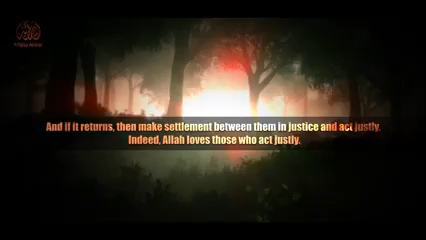 And if it returns, then make settlement between them in justice and act justly.
Indeed, Allah loves those who act justly.